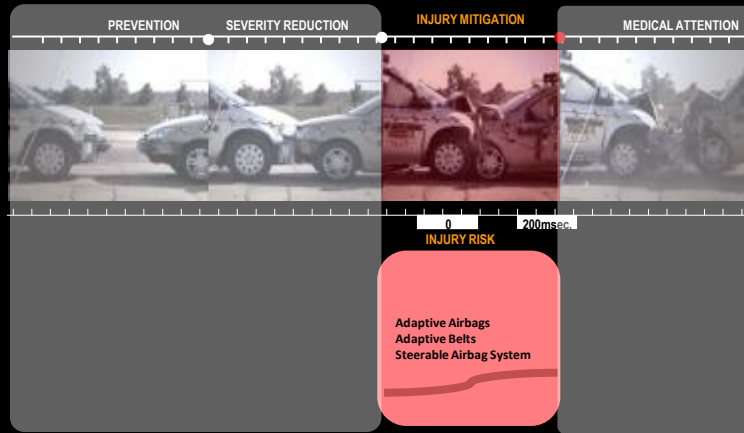 PREVENTION
SEVERITY REDUCTION
INJURY MITIGATION
MEDICAL ATTENTION
0
200msec.
INJURY RISK
Adaptive Airbags
Adaptive Belts
Steerable Airbag System